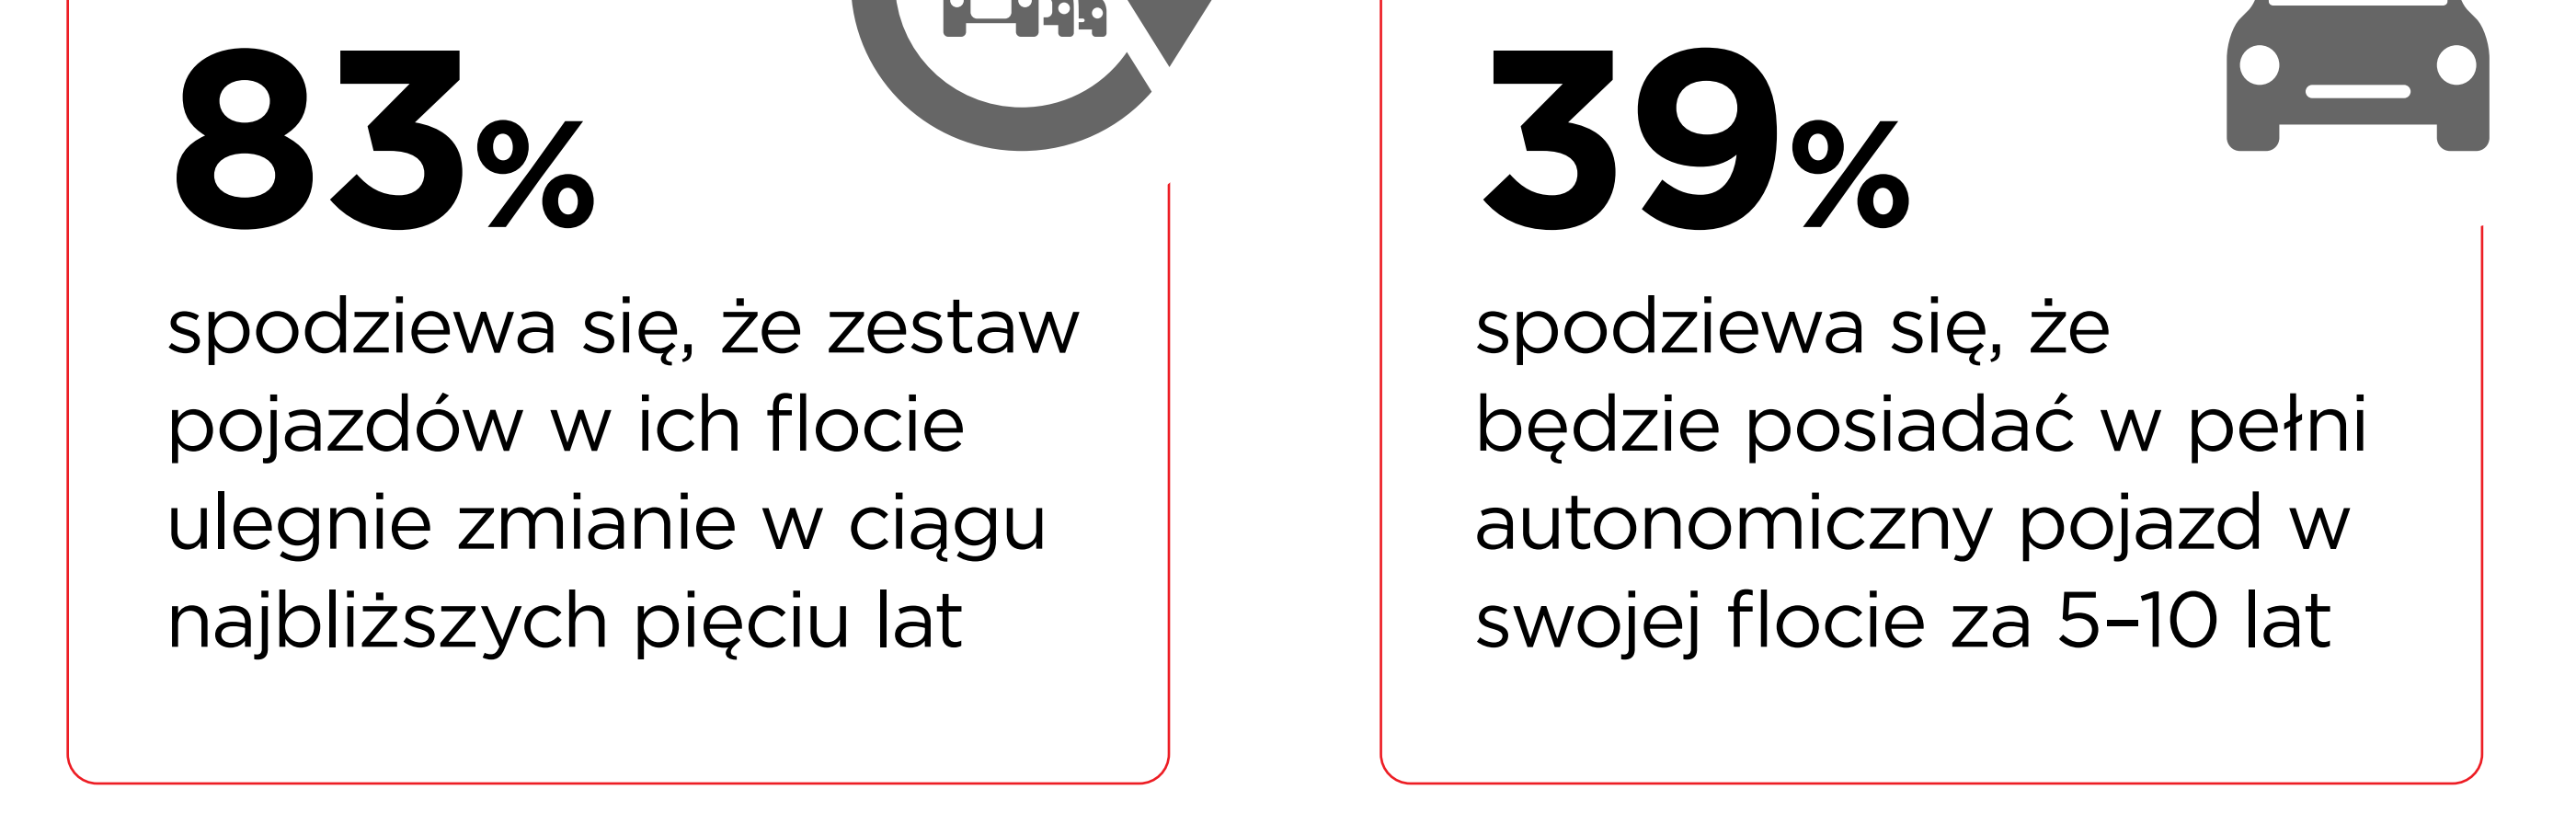 83%
spodziewa się, że zestaw
pojazdów w ich flocie
ulegnie zmianie w ciągu
najbliższych pięciu lat
39%
spodziewa się, że
będzie posiadać w pełni
autonomiczny pojazd w
swojej flocie za 5–10 lat